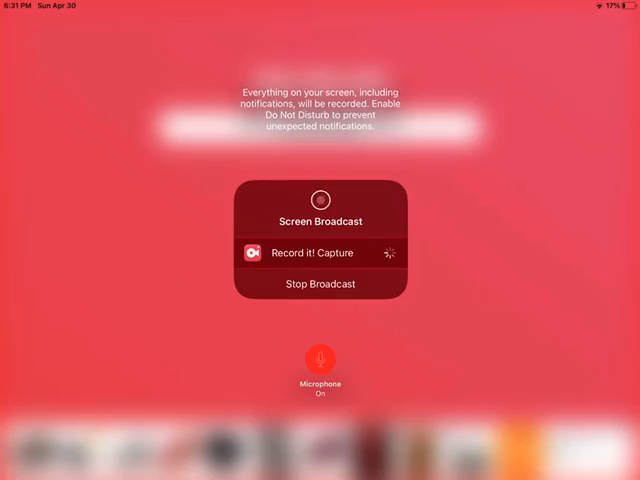 6:31 PM Sun Apr 30 17%
Everything on your screen, including
notifications, will be recorded. Enable
Do Not Disturb to prevent
unexpected notifications.
Screen Broadcast
Record it! Capture
Stop Broadcast
Microphone
On